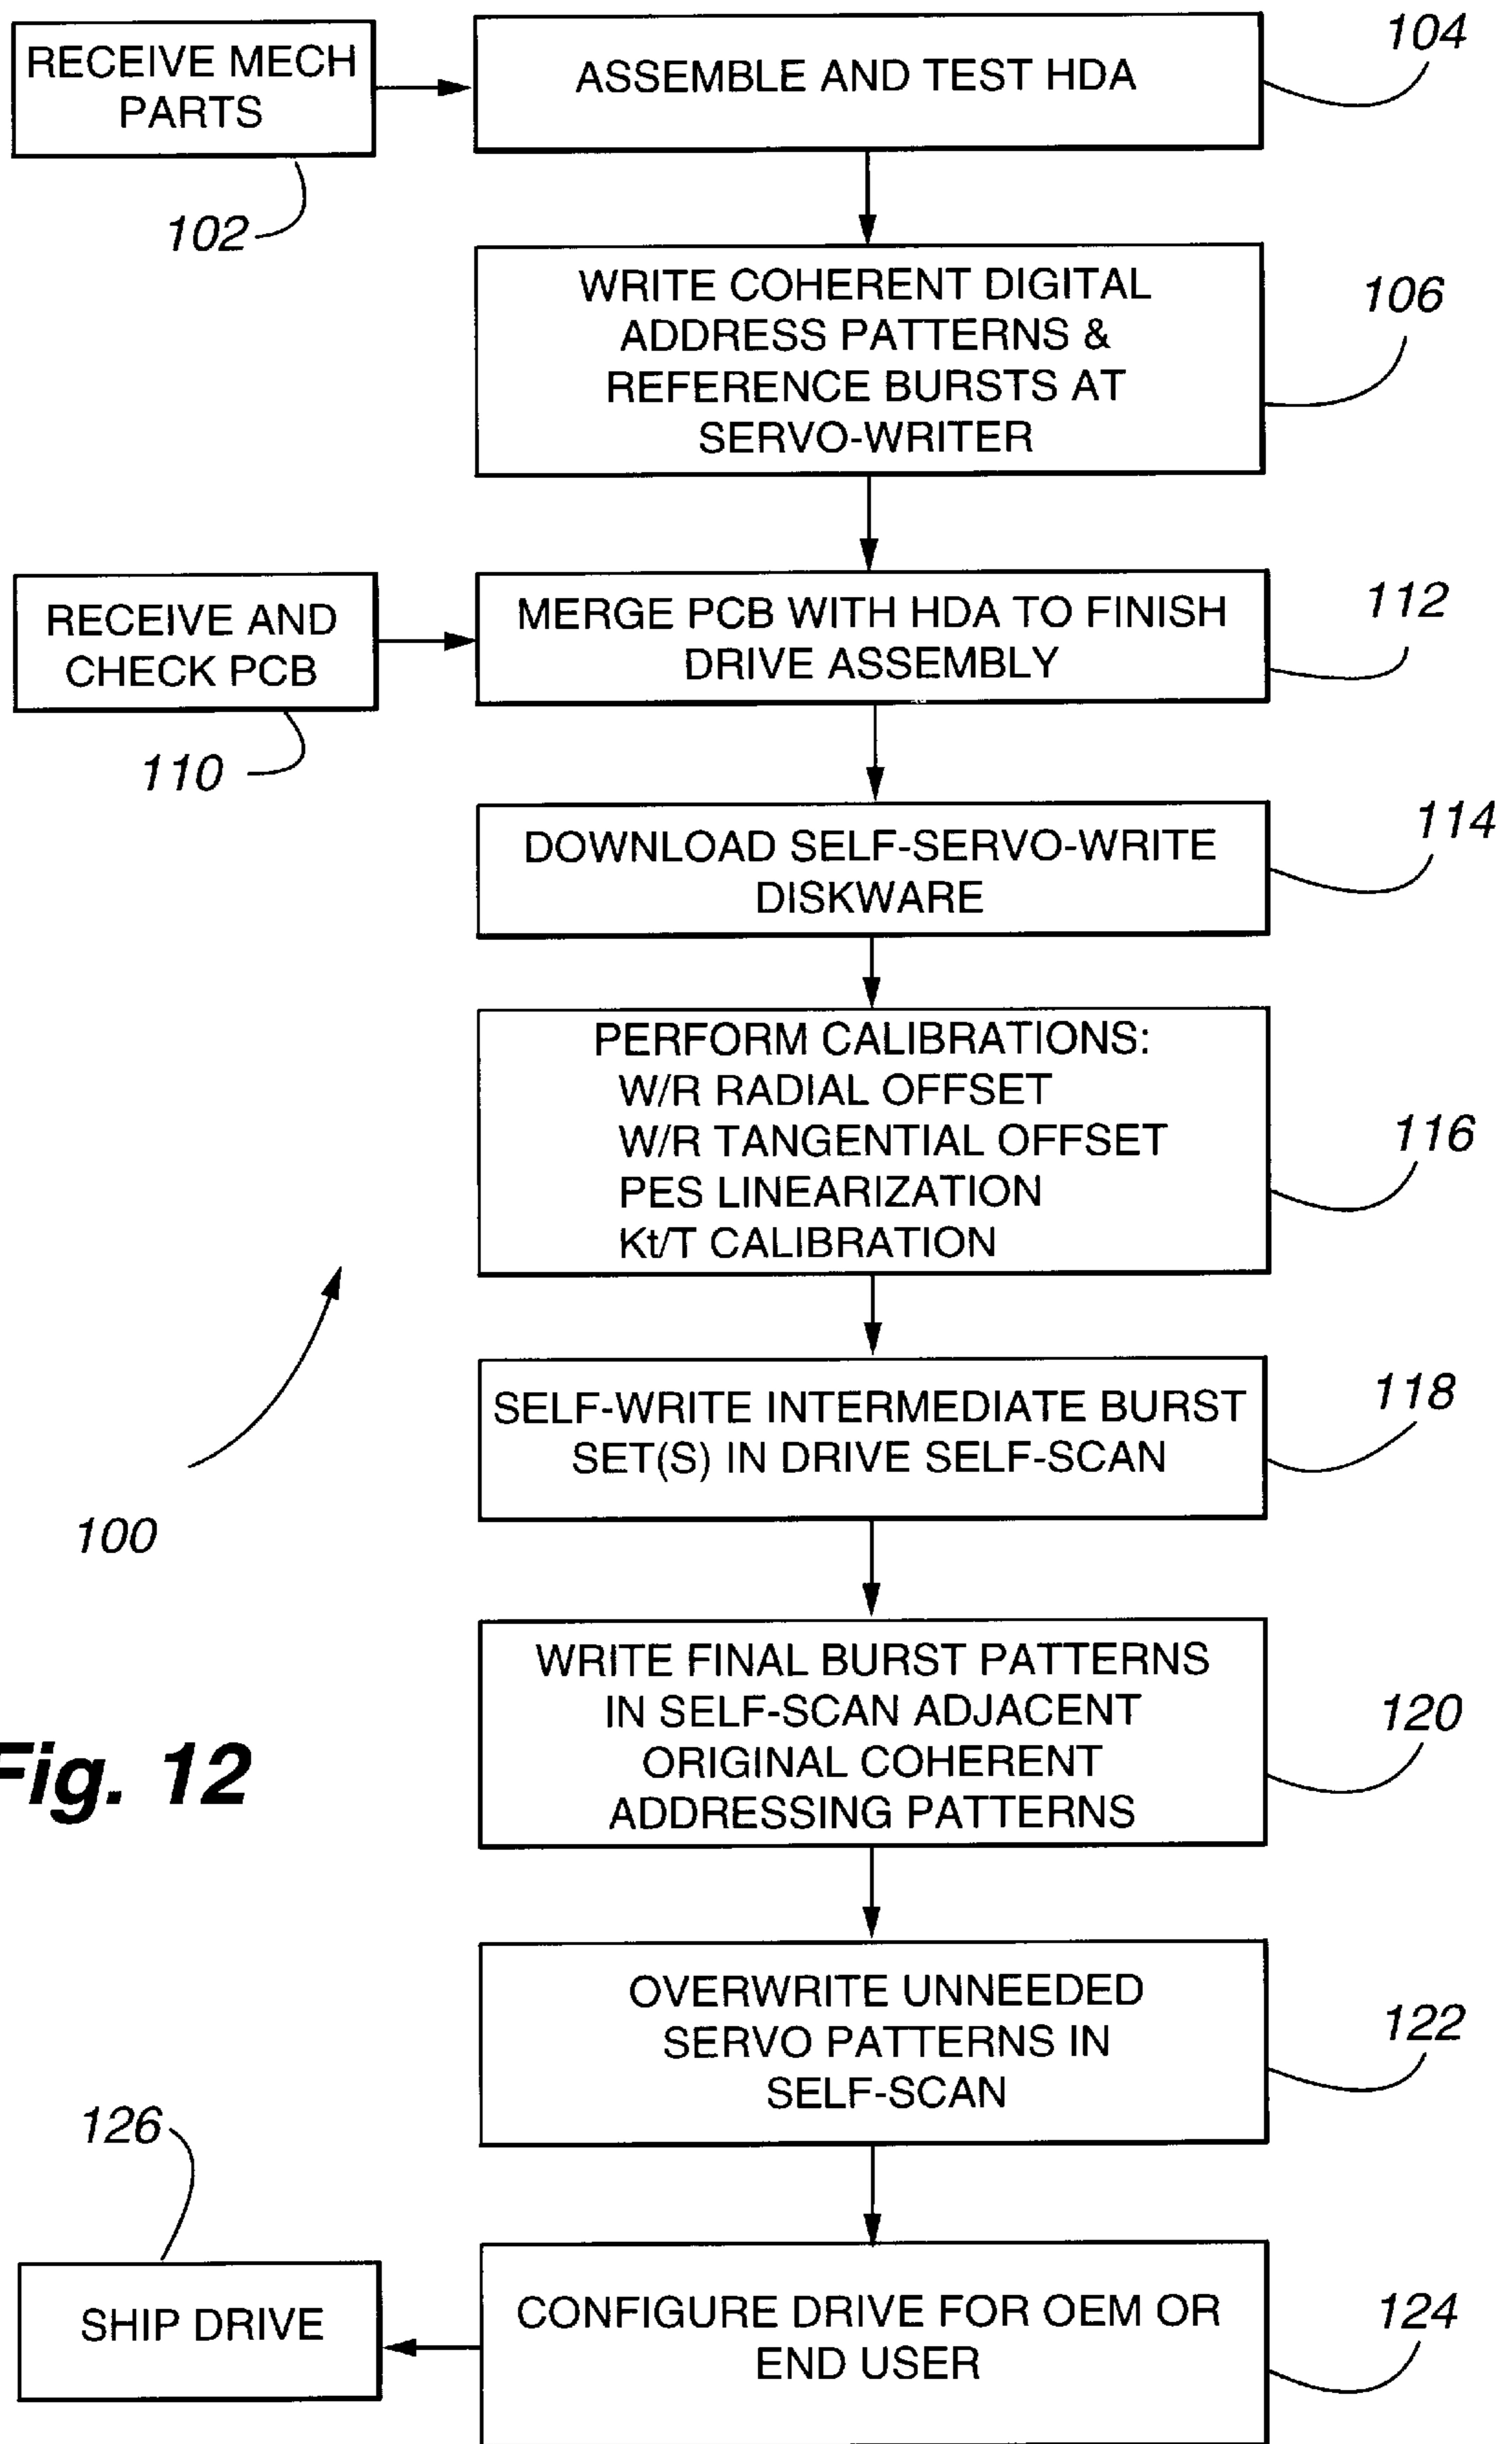 RECEIVE MECH
PARTS
102
ASSEMBLE AND TEST HDA
104
WRITE COHERENT DIGITAL
ADDRESS PATTERNS &
REFERENCE BURSTS AT
SERVO-WRITER
106
RECEIVE AND
CHECK PCB
110
MERGE PCB WITH HDA TO FINISH
DRIVE ASSEMBLY
112
DOWNLOAD SELF-SERVO-WRITE
DISKWARE
114
PERFORM CALIBRATIONS:
W/R RADIAL OFFSET
W/R TANGENTIAL OFFSET
PES LINEARIZATION
Kt/T CALIBRATION
116
100
SELF-WRITE INTERMEDIATE BURST
SET(S) IN DRIVE SELF-SCAN
118
WRITE FINAL BURST PATTERNS
IN SELF-SCAN ADJACENT
ORIGINAL COHERENT
ADDRESSING PATTERNS
120
Fig. 12
OVERWRITE UNNEEDED
SERVO PATTERNS IN
SELF-SCAN
122
CONFIGURE DRIVE FOR OEM OR
END USER
124
126
SHIP DRIVE